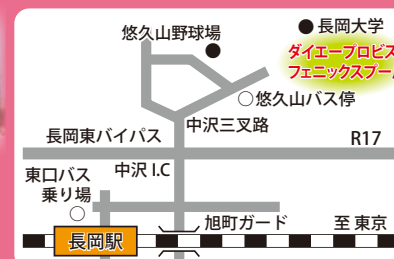 悠久山野球場
●長岡大学
ダイエープロビス
フェニックスプール
○悠久山バス停
中沢三叉路
長岡東バイパス
R17
中沢 I.C
東口バス
乗り場
○
旭町ガード
至 東京
長岡駅